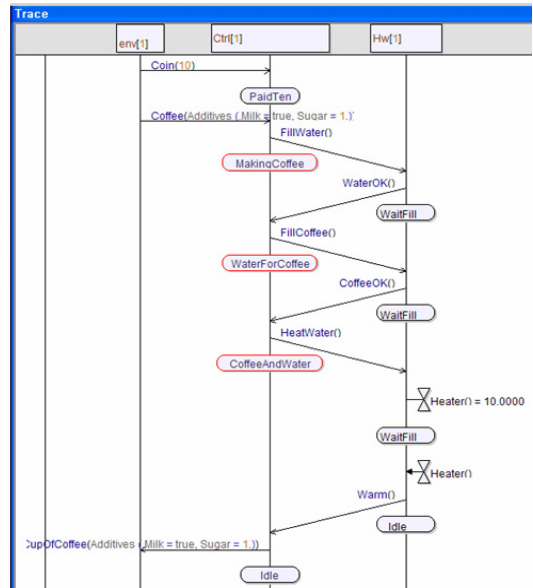 Trace
env[1]
Ctrl[1]
Hw[1]
Coin(10)
PaidTen
Coffee(Additives (.Milk = true, Sugar = 1.)
FillWater()
MakingCoffee
WaterOK()
WaitFill
FillCoffee()
WaterForCoffee
CoffeeOK()
WaitFill
HeatWater()
CoffeeAndWater
Heater() = 10.0000
WaitFill
Heater()
Warm()
Idle
CupOfCoffee(Additives (.Milk = true, Sugar = 1.))
Idle